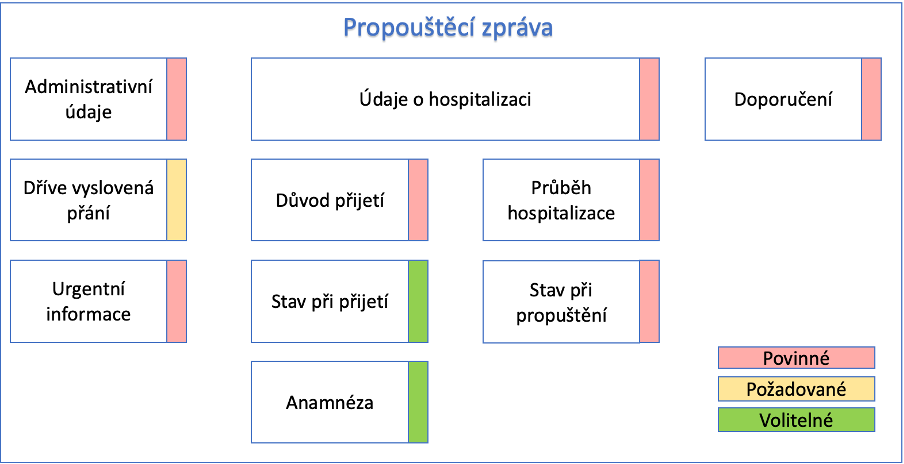 Propouštěcí zpráva
Administrativní
údaje
Údaje o hospitalizaci
Doporučení
Dříve vyslovená
přání
Důvod přijetí
Průběh
hospitalizace
Urgentní
informace
Stav při přijetí
Stav při
propuštění
Anamnéza
Povinné
Požadované
Volitelné